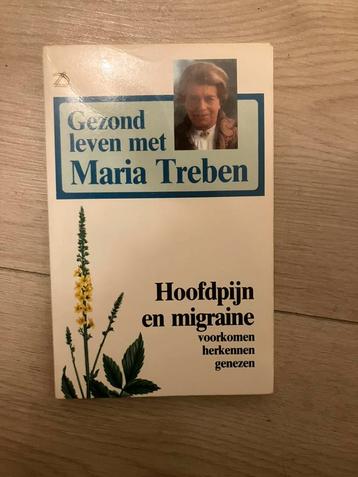 Gezond
leven met
Maria Treben
Hoofdpijn
en migraine
voorkomen
herkennen
genezen